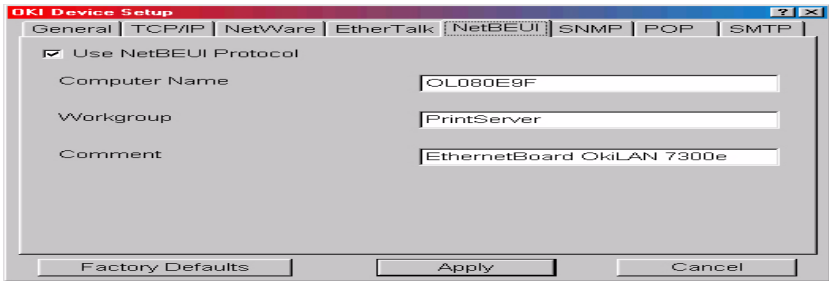 OKI Device Setup
General TCP/IP NetWare EtherTalk NetBEUI SNMP POP SMTP
Use NetBEUI Protocol
Computer Name OL080E9F
Workgroup PrintServer
Comment EthernetBoard OkiLAN 7300e
Factory Defaults Apply Cancel